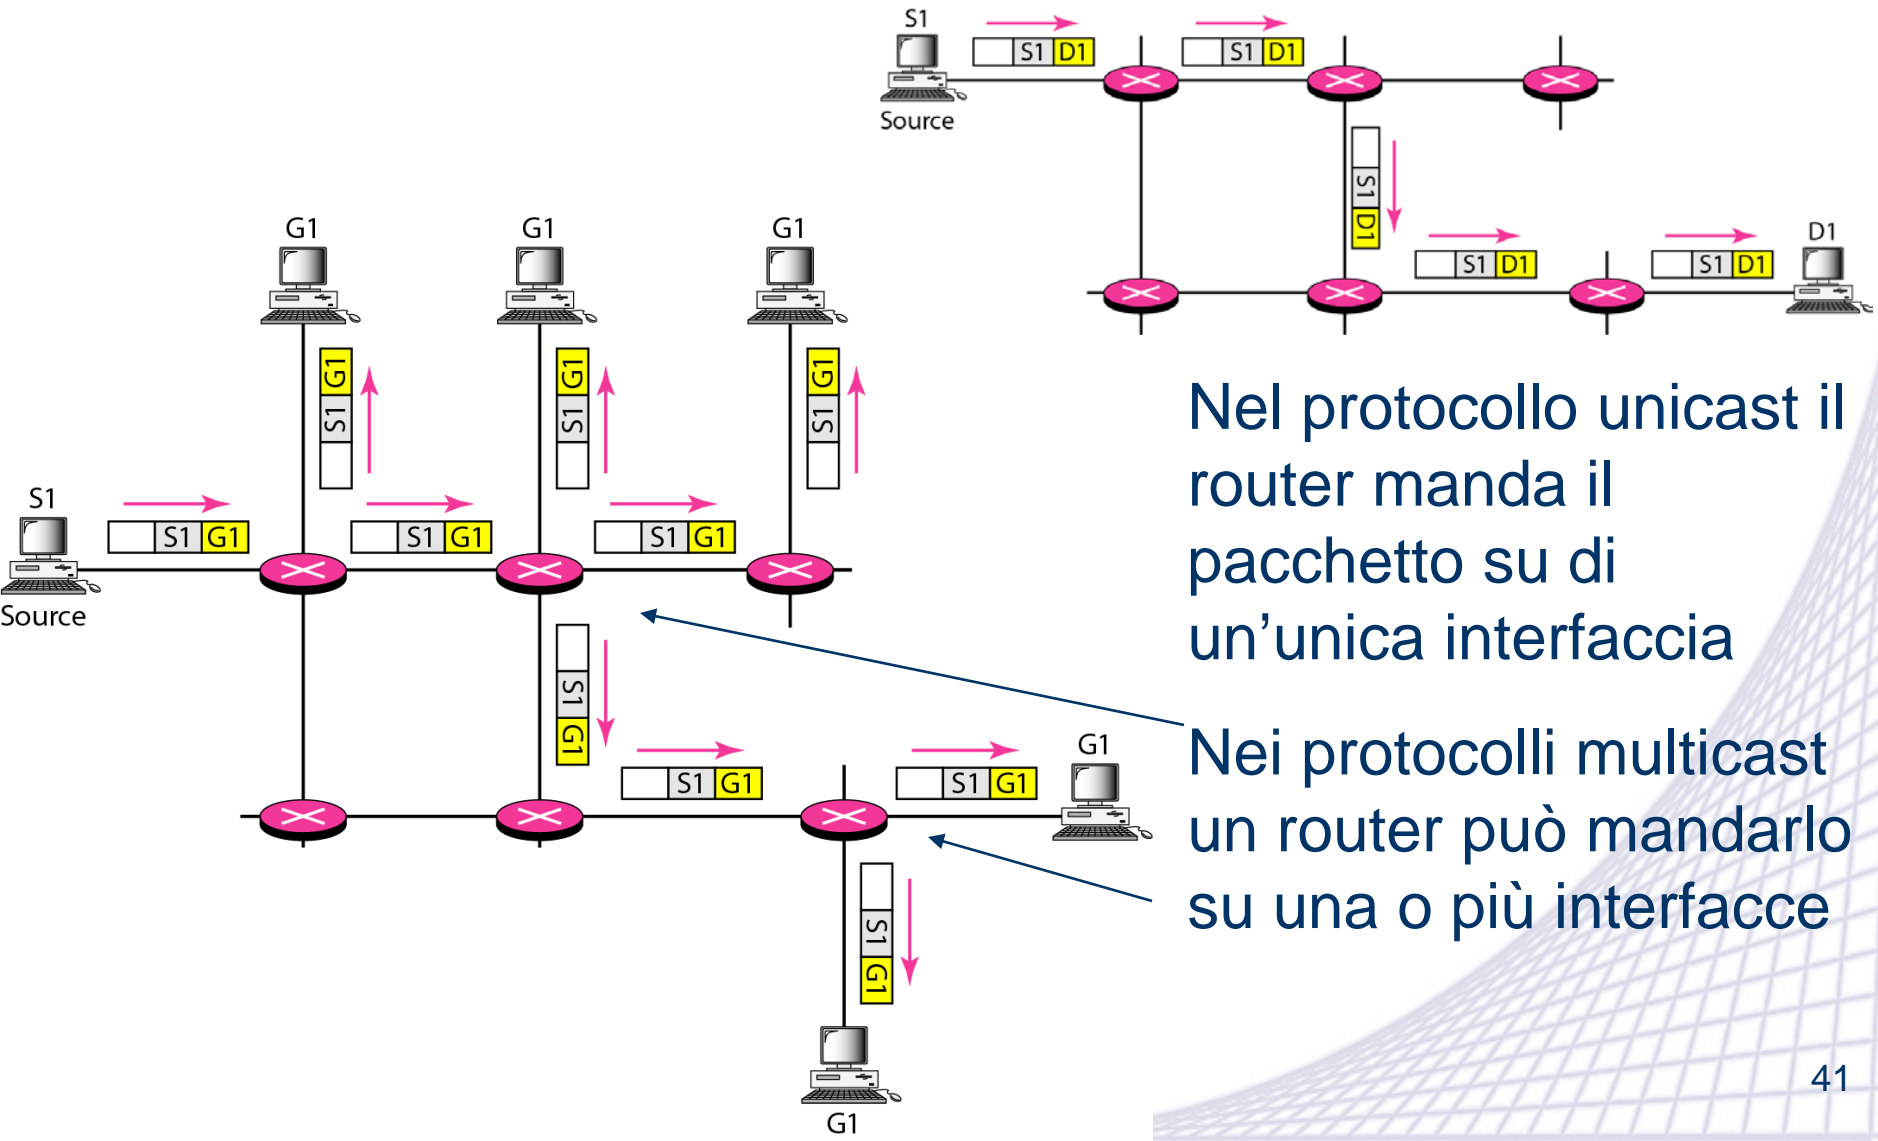 S1
S1 D1
S1 D1
Source
S1 D1
D1
S1 D1
S1 D1
G1
G1
G1
S1 G1
S1 G1
S1 G1
S1
S1 G1
S1 G1
S1 G1
Source
S1 G1
G1
S1 G1
S1 G1
S1 G1
G1
Nel protocollo unicast il
router manda il
pacchetto su di
un’unica interfaccia
Nei protocolli multicast
un router può mandarlo
su una o più interfacce
41